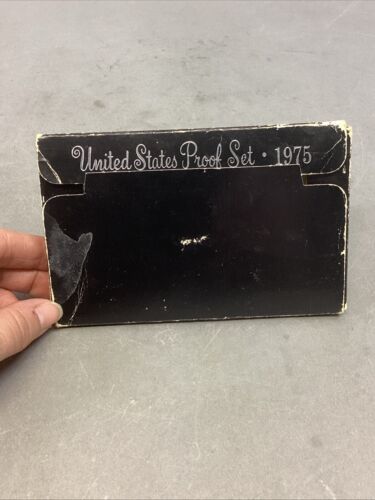 United States Proof Set · 1975